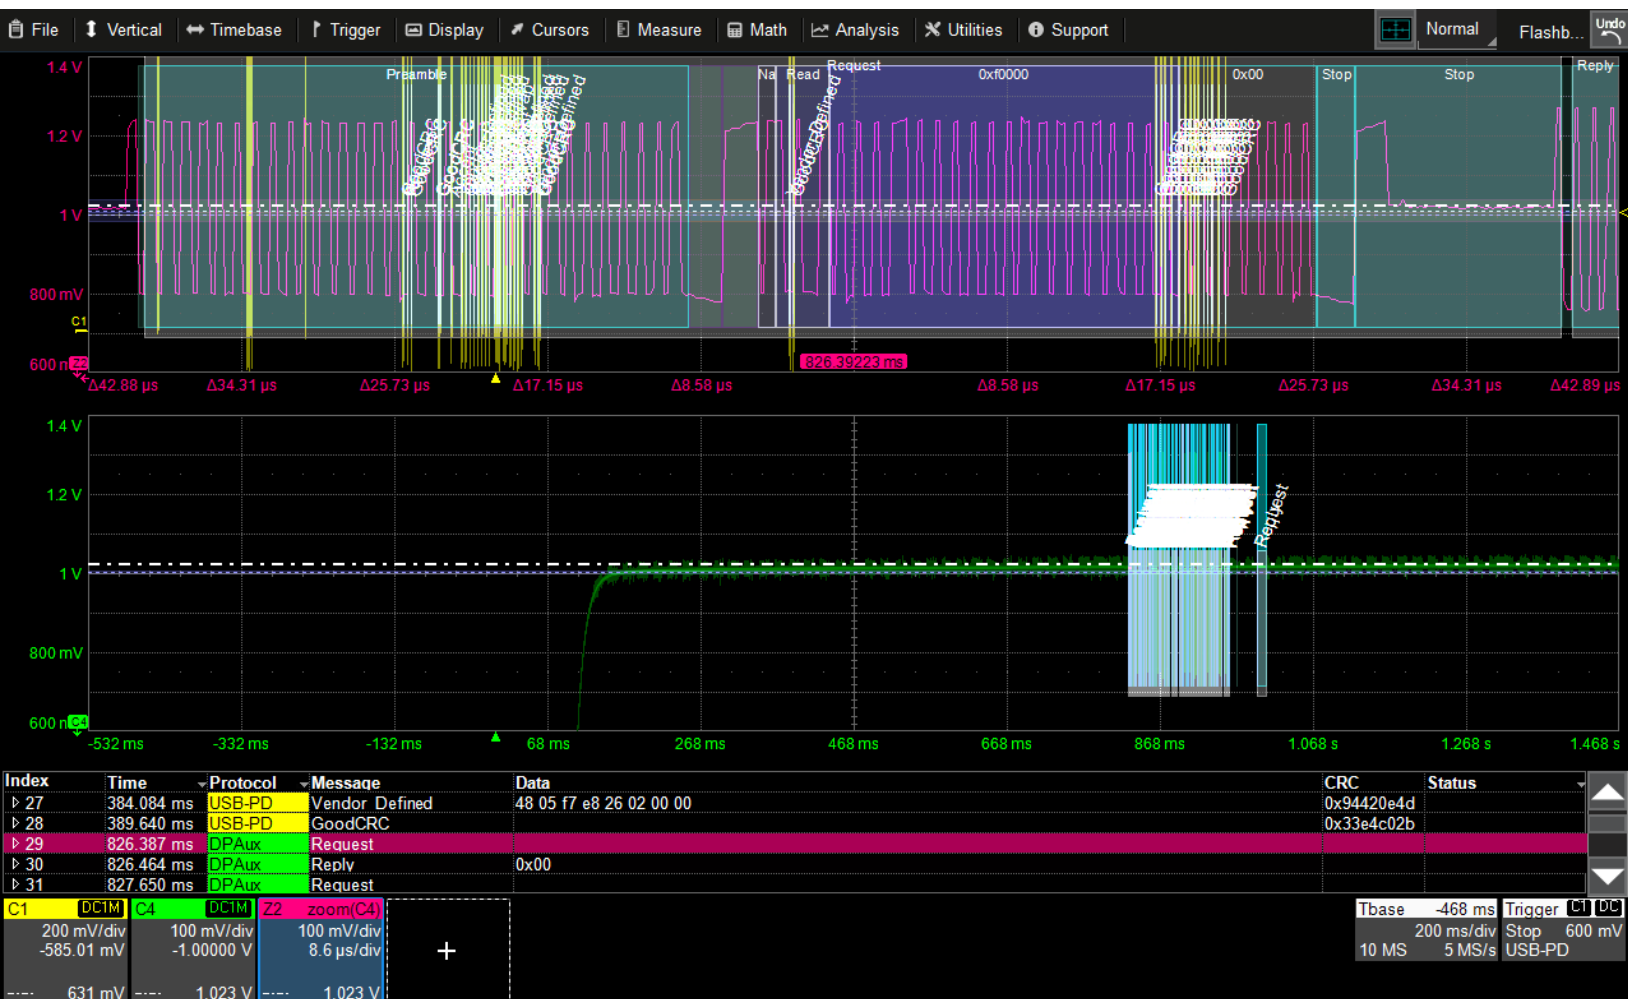 File Vertical Timebase Trigger Display Cursors Measure Math Analysis Utilities Support Normal Flashb... Undo
1.4 V
1.2 V
1 V
800 mV
C1
Z2
Preamble Na Read Request 0xf0000 0x00 Stop Stop Reply
GoodCRC
826.39223 ms
Δ42.88 µs Δ34.31 µs Δ25.73 µs Δ17.15 µs Δ8.58 µs Δ8.58 µs Δ17.15 µs Δ25.73 µs Δ34.31 µs Δ42.89 µs
1.4 V
1.2 V
1 V
800 mV
C4
-532 ms -332 ms -132 ms 68 ms 268 ms 468 ms 668 ms 868 ms 1.068 s 1.268 s 1.468 s
Index Time Protocol Message Data CRC Status
27 384.084 ms USB-PD Vendor_Defined 48 05 f7 e8 26 02 00 00 0x94420e4d
28 389.640 ms USB-PD GoodCRC 0x33e4c02b
29 826.387 ms DPAux Request
30 826.464 ms DPAux Reply 0x00
31 827.650 ms DPAux Request
C1 DC1M C4 DC1M Z2 zoom(C4) Tbase -468 ms Trigger C1 DC
200 mV/div 100 mV/div 100 mV/div 200 ms/div Stop 600 mV
-585.01 mV -1.00000 V 8.6 µs/div + 10 MS 5 MS/s USB-PD
631 mV 1.023 V 1.023 V